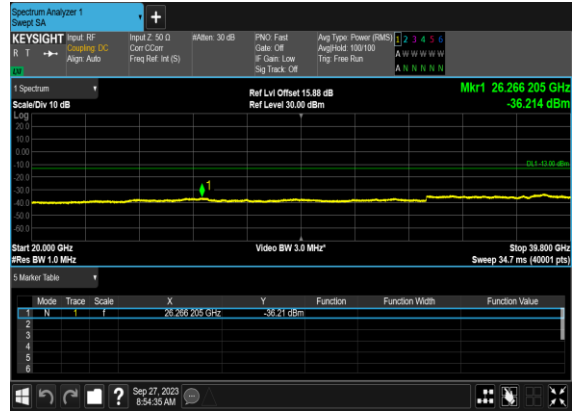 Spectrum Analyzer 1
Swept SA
+
KEYSIGHT Input: RF Input Z: 50 Ω #Atten: 30 dB PNO: Fast Avg Type: Power (RMS) 1 2 3 4 5 6
R T Coupling: DC Corr CCorr Gate: Off Avg|Hold: 100/100 A W W W W W
Align: Auto Freq Ref: Int (S) IF Gain: Low Trig: Free Run
Sig Track: Off A N N N N N
1 Spectrum Ref Lvl Offset 15.88 dB Mkr1 26.266 205 GHz
Scale/Div 10 dB Ref Level 30.00 dBm -36.214 dBm
Log
20.0
10.0
0.00
-10.0 DL1 -13.00 dBm
-20.0
-30.0 1
-40.0
-50.0
-60.0
Start 20.000 GHz Video BW 3.0 MHz* Stop 39.800 GHz
#Res BW 1.0 MHz Sweep 34.7 ms (40001 pts)
5 Marker Table
Mode Trace Scale X Y Function Function Width Function Value
1 N 1 f 26.266 205 GHz -36.21 dBm
2
3
4
5
6
? Sep 27, 2023
8:54:35 AM